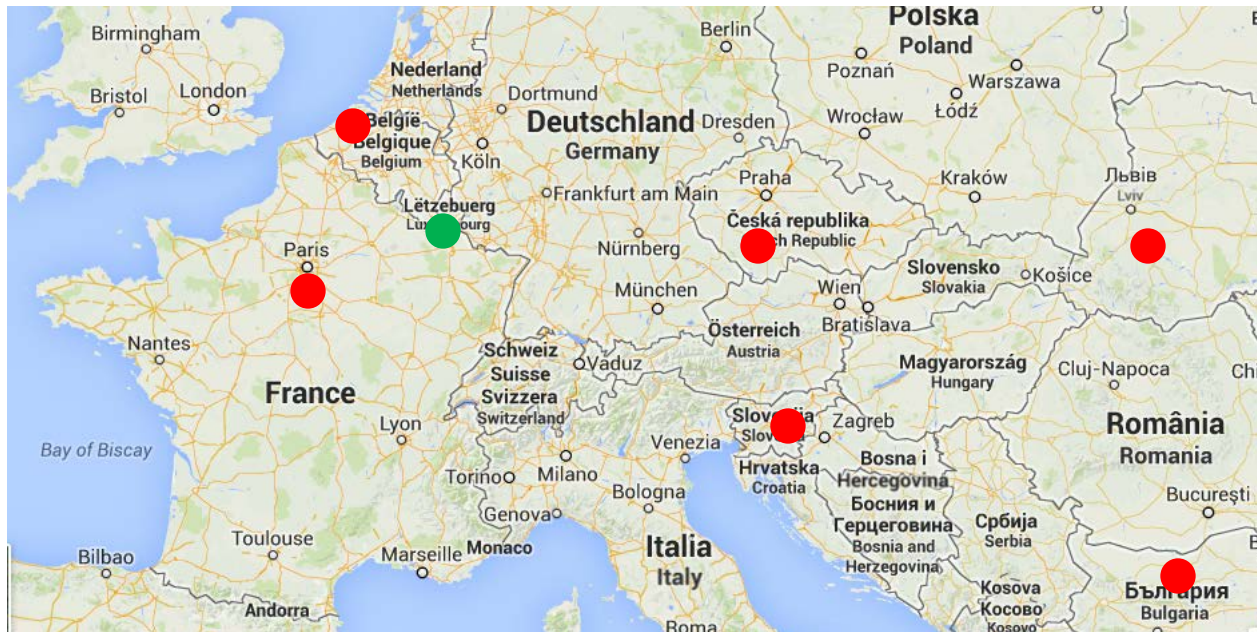 Polska
Poland
Birmingham
Berlin
Nederland
Netherlands
Poznań
Warszawa
Bristol
London
Dortmund
Łódź
België
Belgique
Belgium
Deutschland
Germany
Dresden
Wrocław
Köln
Praha
Kraków
Львів
Lviv
Frankfurt am Main
Lëtzebuerg
Česká republika
Republic
Nürnberg
Paris
Slovensko
Slovakia
Košice
München
Wien
Bratislava
Österreich
Austria
Nantes
Schweiz
Suisse
Svizzera
Switzerland
Vaduz
Magyarország
Hungary
Cluj-Napoca
Chi
France
Lyon
Zagreb
România
Romania
Bay of Biscay
Venezia
Torino
Milano
Hrvatska
Croatia
Bosna i
Hercegovina
Босния и
Герцеговина
Bosnia and
Herzegovina
Bologna
Bucureşti
Genova
Србија
Serbia
Bilbao
Toulouse
Marseille
Monaco
Italia
Italy
Andorra
Kosova
Косово
Kosovo
България
Bulgaria
Roma